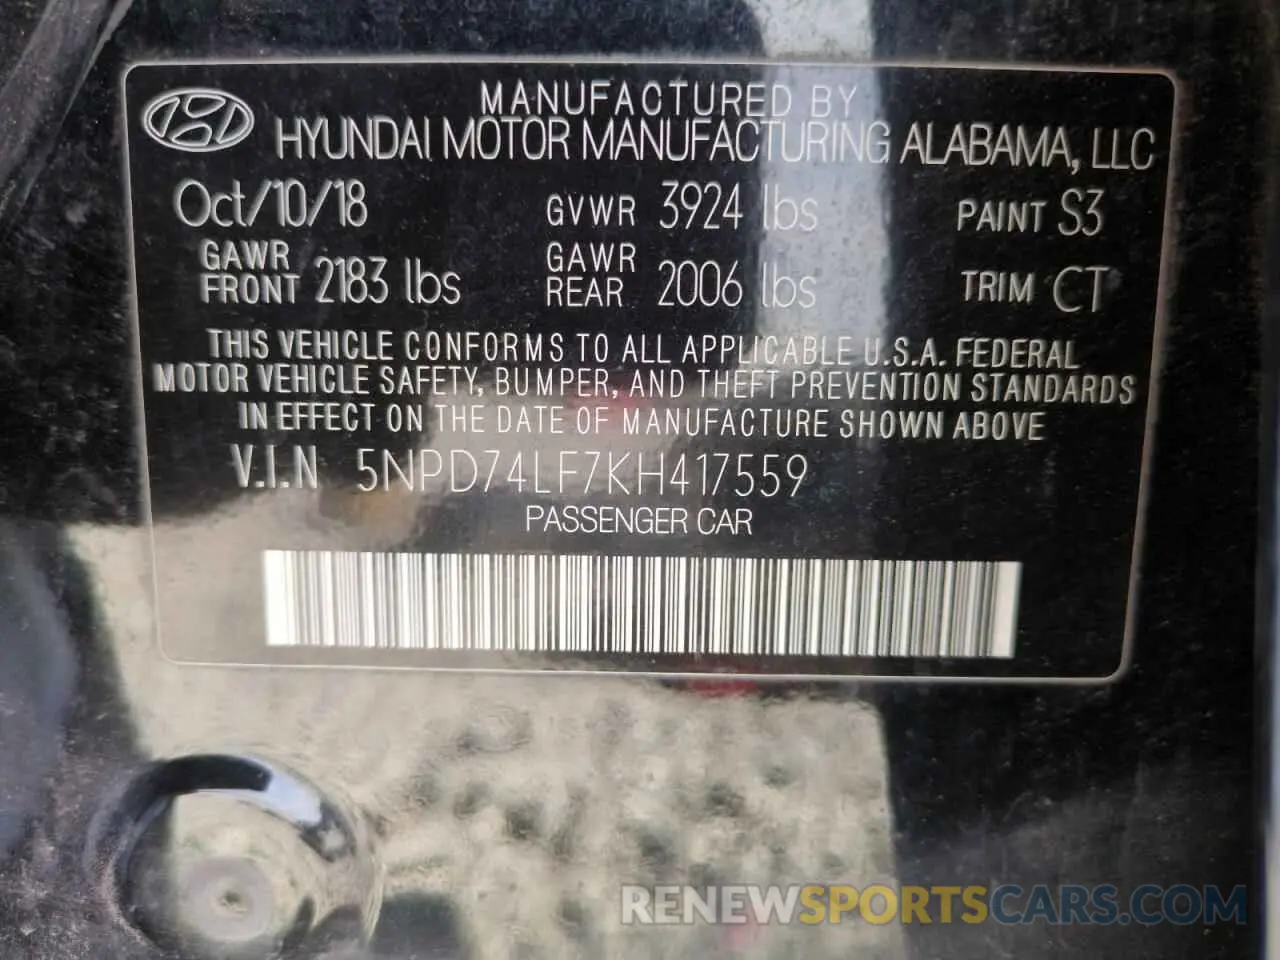 MANUFACTURED BY
HYUNDAI MOTOR MANUFACTURING ALABAMA, LLC
Oct/10/18 GVWR 3924 lbs PAINT S3
GAWR FRONT 2183 lbs GAWR REAR 2006 lbs TRIM CT
THIS VEHICLE CONFORMS TO ALL APPLICABLE U.S.A. FEDERAL
MOTOR VEHICLE SAFETY, BUMPER, AND THEFT PREVENTION STANDARDS
IN EFFECT ON THE DATE OF MANUFACTURE SHOWN ABOVE
V.I.N 5NPD74LF7KH417559
PASSENGER CAR
RENEWSPORTSCARS.COM